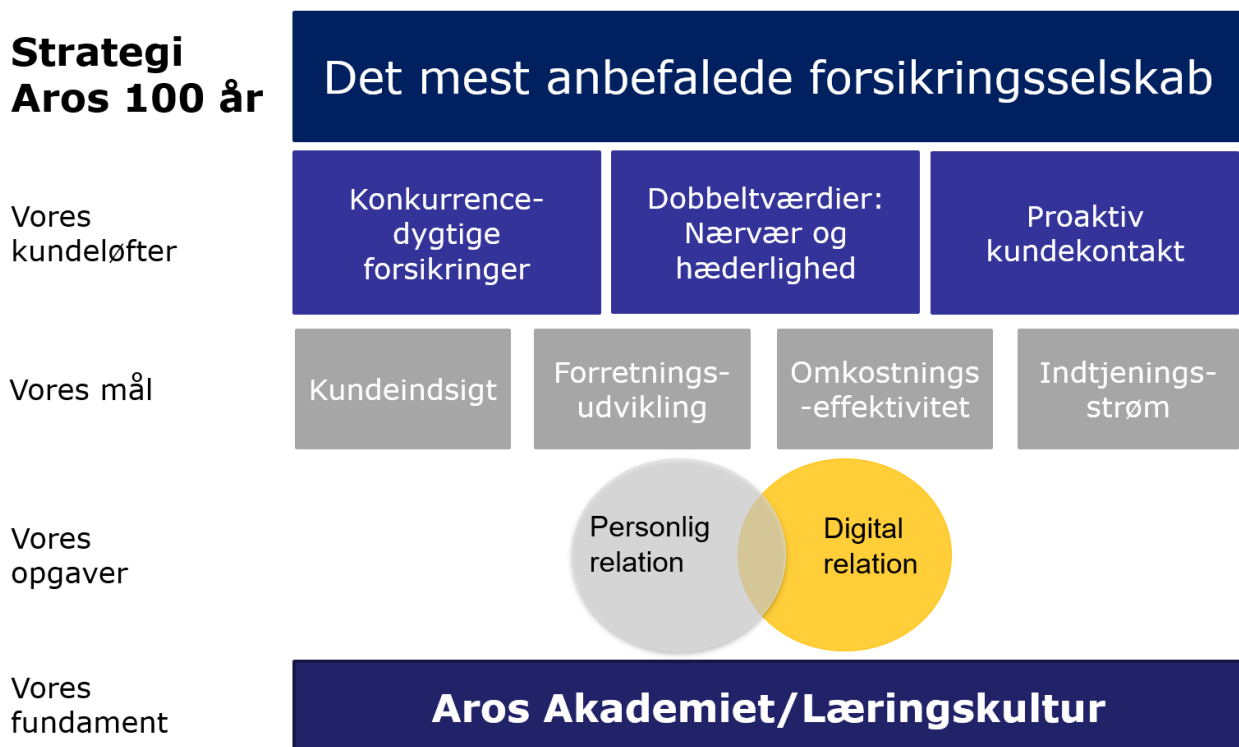 Strategi
Aros 100 år
Det mest anbefalede forsikringsselskab
Vores
kundeløfter
Konkurrence-
dygtige
forsikringer
Dobbeltværdier:
Nærvær og
hæderlighed
Proaktiv
kundekontakt
Vores mål
Kundeindsigt
Forretnings-
udvikling
Omkostnings
-effektivitet
Indtjenings-
strøm
Vores
opgaver
Personlig
relation
Digital
relation
Vores
fundament
Aros Akademiet/Læringskultur